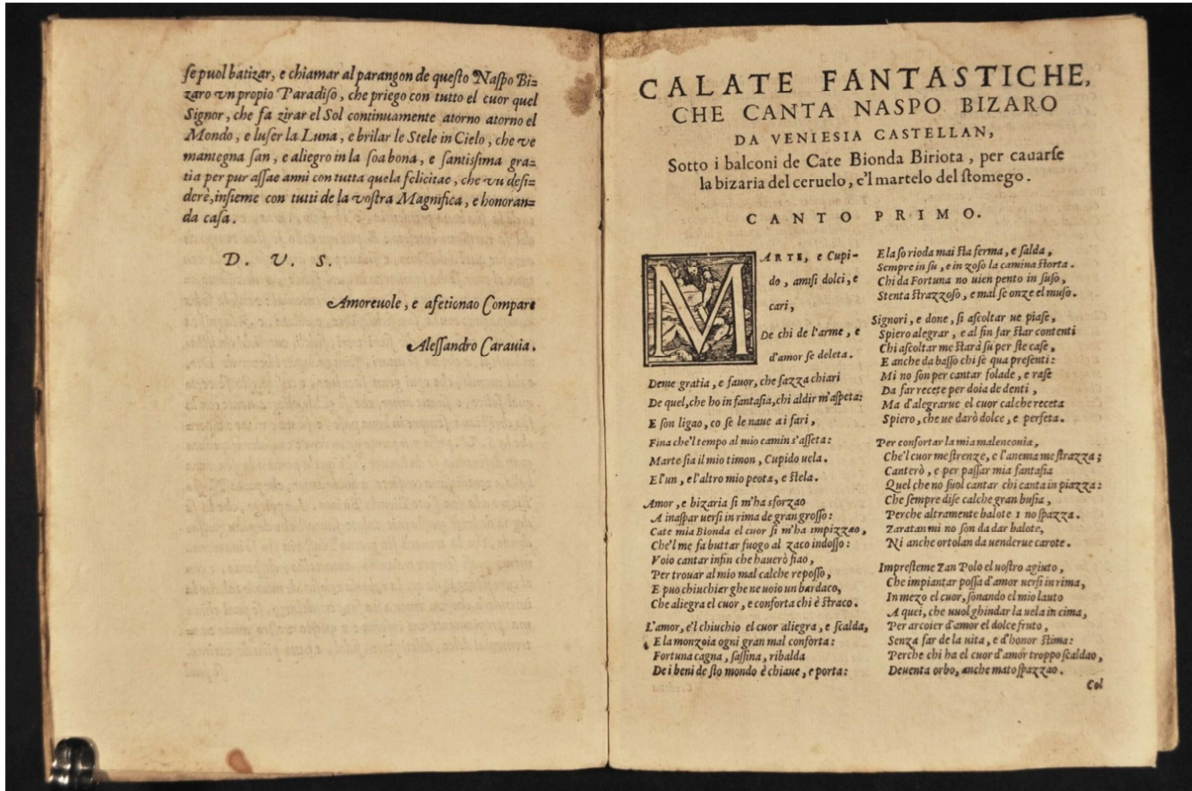 ſe puol batizar, e chiamar al parangon de queſto Naſpo Bi=
zaro vn propio Paradiſo, che priego con tutto el cuor quel
Signor, che fa zirar el Sol continuamente atorno atorno el
Mondo, e luſer la Luna, e brilar le Stele in Cielo, che ve
mantegna ſan, e aliegro in la ſoa bona, e ſantiſima gra=
tia per pur aſſae anni con tutta quela felicitae, che vu deſi=
derè, inſieme con tutti de la voſtra Magnifica, e honoran=
da caſa.
D. V. S.
Amoreuole, e afetionao Compare
Aleſſandro Carauia.
CALATE FANTASTICHE,
CHE CANTA NASPO BIZARO
DA VENIESIA CASTELLAN,
Sotto i balconi de Cate Bionda Biriota, per cauarſe
la bizaria del ceruelo, e'l martelo del ſtomego.
CANTO PRIMO.
MARTE, e Cupi-
do, amiſi dolci, e
cari,
De chi de l'arme, e
d'amor ſe deleta.
Deme gratia, e fauor, che fazza chiari
De quel, che ho in fantaſia, chi aldir m'aſpeta:
E ſon ligao, co ſe le naue ai fari,
Fina che'l tempo al mio camin s'aſſeta:
Marte ſia il mio timon, Cupido uela.
E l'un, e l'altro mio peota, e ſtela.
Amor, e bizaria ſi m'ha sforzao
A inaſpar uerſi in rima de gran groſſo:
Cate mia Bionda el cuor ſi m'ha impizzao,
Che'l me fa buttar fuogo al zaco indoſſo:
Voio cantar infin che hauerò fiao,
Per trouar al mio mal calche repoſſo,
E puo chiuchiar ghe ne uoio un bardaco,
Che aliegra el cuor, e conforta chi è ſtraco.
L'amor, e'l chiuchio el cuor aliegra, e ſcalda,
E la monzoia ogni gran mal conforta:
Fortuna cagna, ſaſſina, ribalda
De i beni de ſto mondo è chiaue, e porta:
E la ſo rioda mai ſta ferma, e ſalda,
Sempre in ſu, e in zoſo la camina ſtorta.
Chi da Fortuna no uien pento in ſuſo,
Stenta ſtrazzoſo, e mal ſe onze el muſo.
Signori, e done, ſi aſcoltar ue piaſe,
Spiero alegrar, e al fin far ſtar contenti
Chi aſcoltar me ſtarà ſu per ſte caſe,
E anche da baſſo chi ſe qua preſenti:
Mi no ſon per cantar folade, e raſe
Da far recete per doia de denti,
Ma d'alegrarue el cuor calche receta
Spiero, che ue darò dolce, e perfeta.
Per confortar la mia malenconia,
Che'l cuor me ſtrenze, e l'anema me ſtrazza;
Canterò, e per paſſar mia fantaſia
Quel che no ſuol cantar chi canta in piazza:
Che ſempre diſe calche gran buſia,
Perche altramente balote i no ſpazza.
Zaratan mi no ſon da dar balote,
Ni anche ortolan da uenderue carote.
Impreſteme Zan Polo el uoſtro agiuto,
Che impiantar poſſa d'amor uerſi in rima,
In mezo el cuor, ſonando el mio lauto
A quei, che uuol ghindar la uela in cima,
Per arcoier d'amor el dolce fruto,
Senza far de la uita, e d'honor ſtima:
Perche chi ha el cuor d'amor troppo ſcaldao,
Deuenta orbo, anche mato ſpazzao.
Col